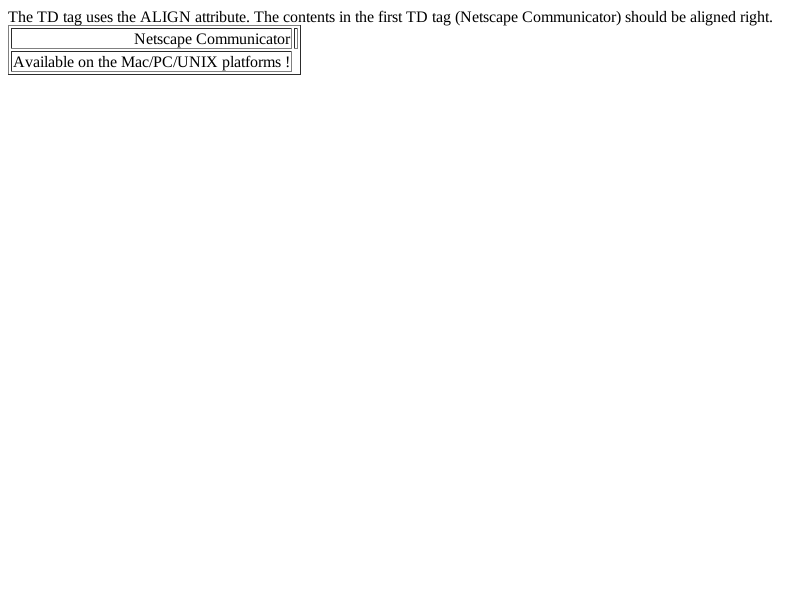 The TD tag uses the ALIGN attribute. The contents in the first TD tag (Netscape Communicator) should be aligned right.
Netscape Communicator
Available on the Mac/PC/UNIX platforms !